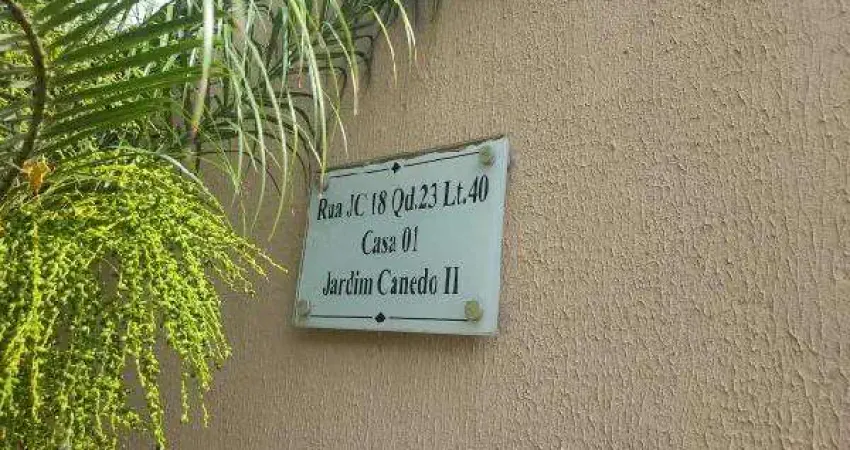 Rua JC 18 Qd.23 Lt.40
Casa 01
Jardim Canedo II